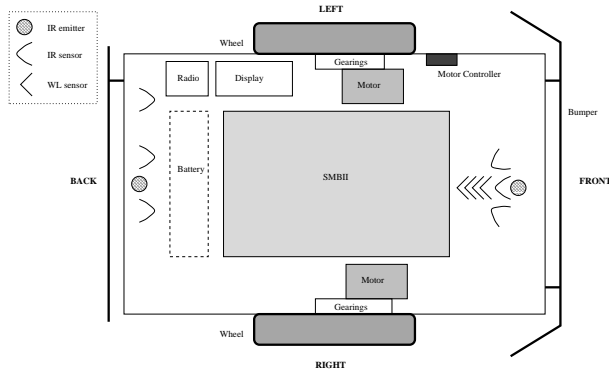 LEFT
IR emitter
IR sensor
WL sensor
Wheel
Gearings
Radio
Display
Motor
Motor Controller
Bumper
Battery
BACK
SMBII
FRONT
Motor
Gearings
Wheel
RIGHT